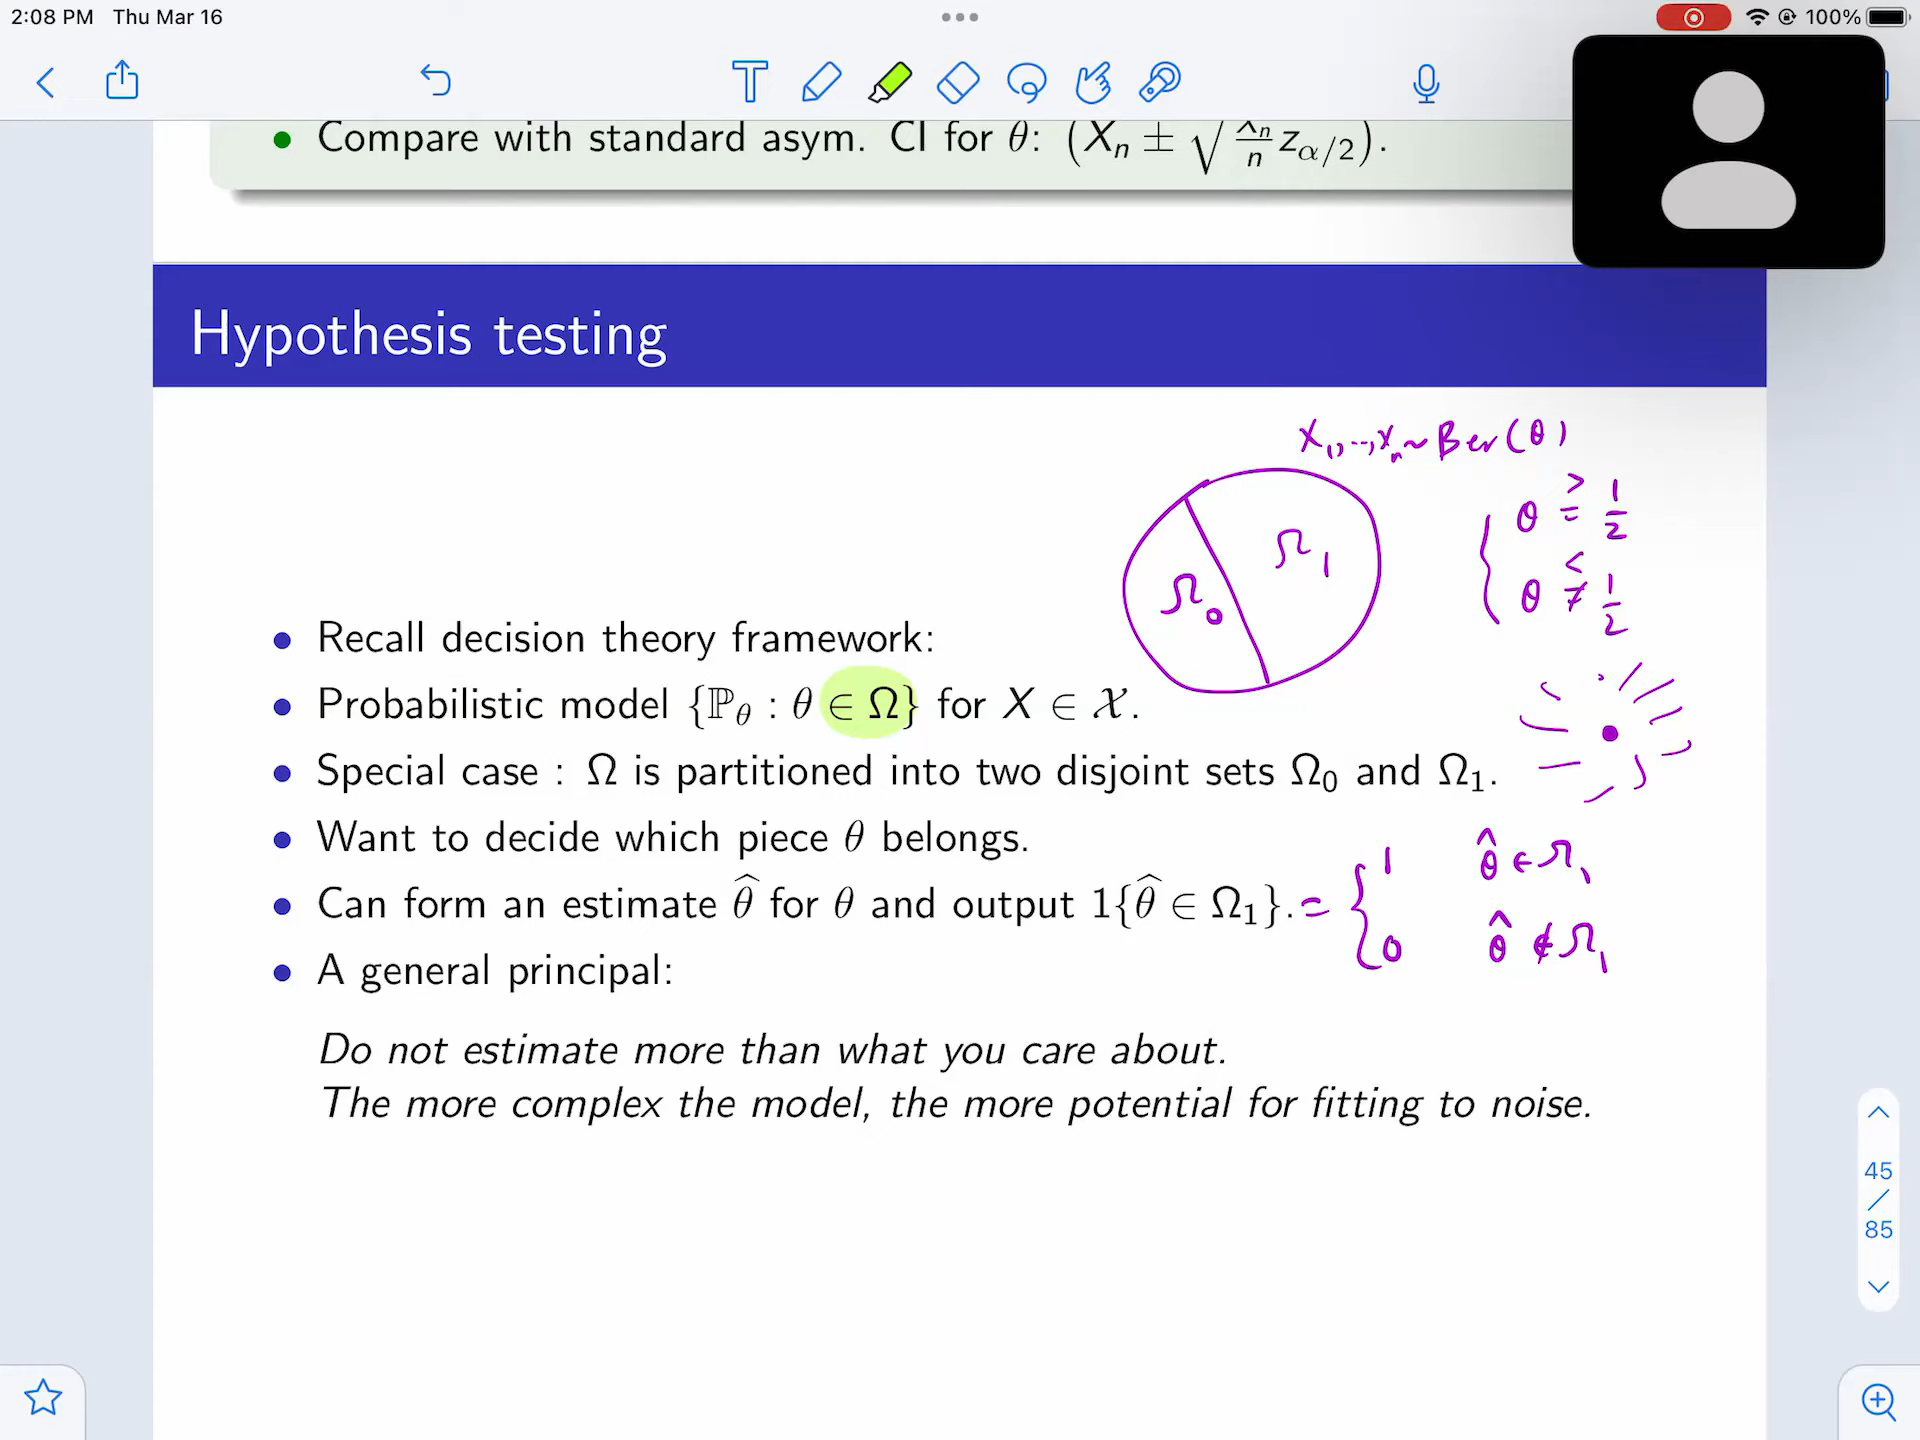 2:08 PM Thu Mar 16
100%
• Compare with standard asym. CI for θ: (X̄ₙ ± √(X̄ₙ/n) z_{α/2}).
Hypothesis testing
X₁, ..., Xₙ ~ Ber(θ)
θ ≥ 1/2
θ < ≠ 1/2
Ω₀ Ω₁
• Recall decision theory framework:
• Probabilistic model {ℙ_θ : θ ∈ Ω} for X ∈ 𝒳.
• Special case : Ω is partitioned into two disjoint sets Ω₀ and Ω₁.
• Want to decide which piece θ belongs.
• Can form an estimate θ̂ for θ and output 1{θ̂ ∈ Ω₁}. = { 1 θ̂ ∈ Ω₁
0 θ̂ ∉ Ω₁
• A general principal:
Do not estimate more than what you care about.
The more complex the model, the more potential for fitting to noise.
45
/
85